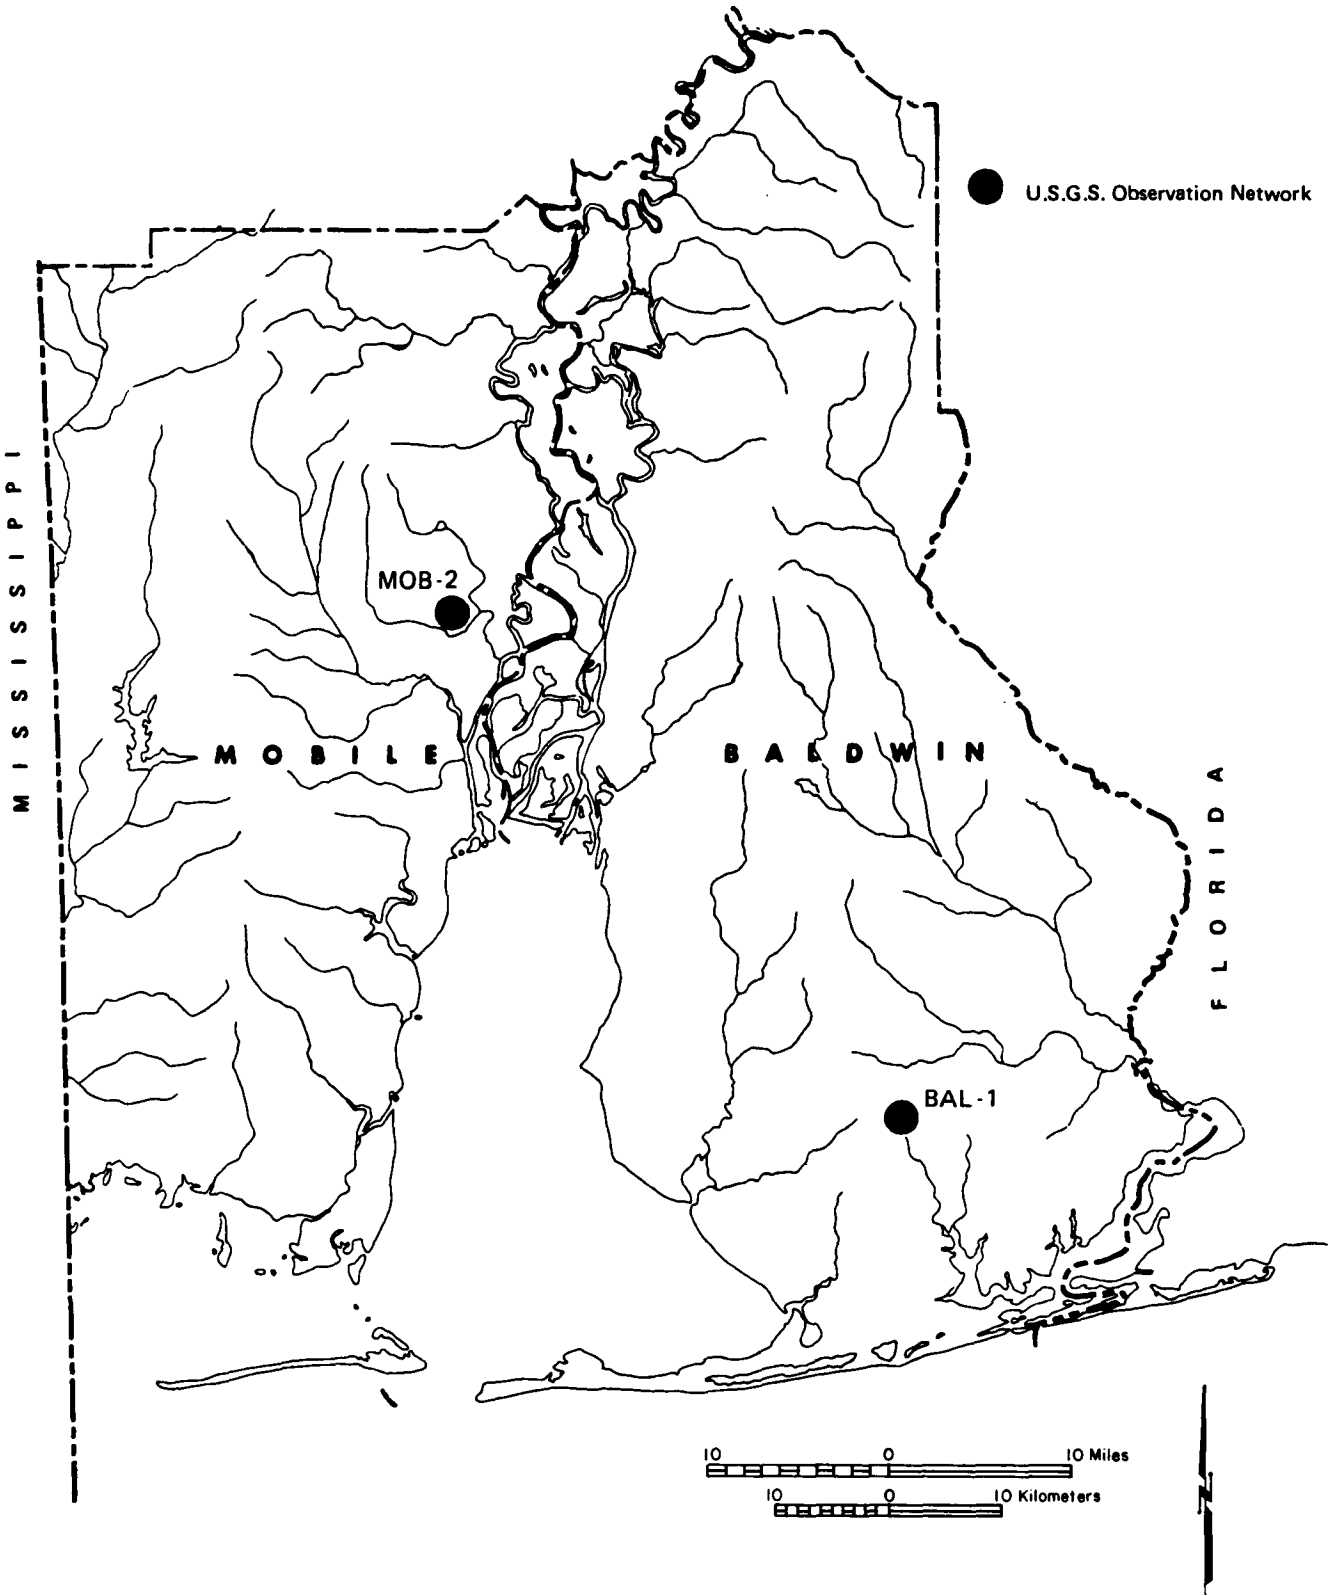 U.S.G.S. Observation Network
MISSISSIPPI
MOB-2
MOBILE
BALDWIN
FLORIDA
BAL-1
10 0 10 Miles
10 0 10 Kilometers
N